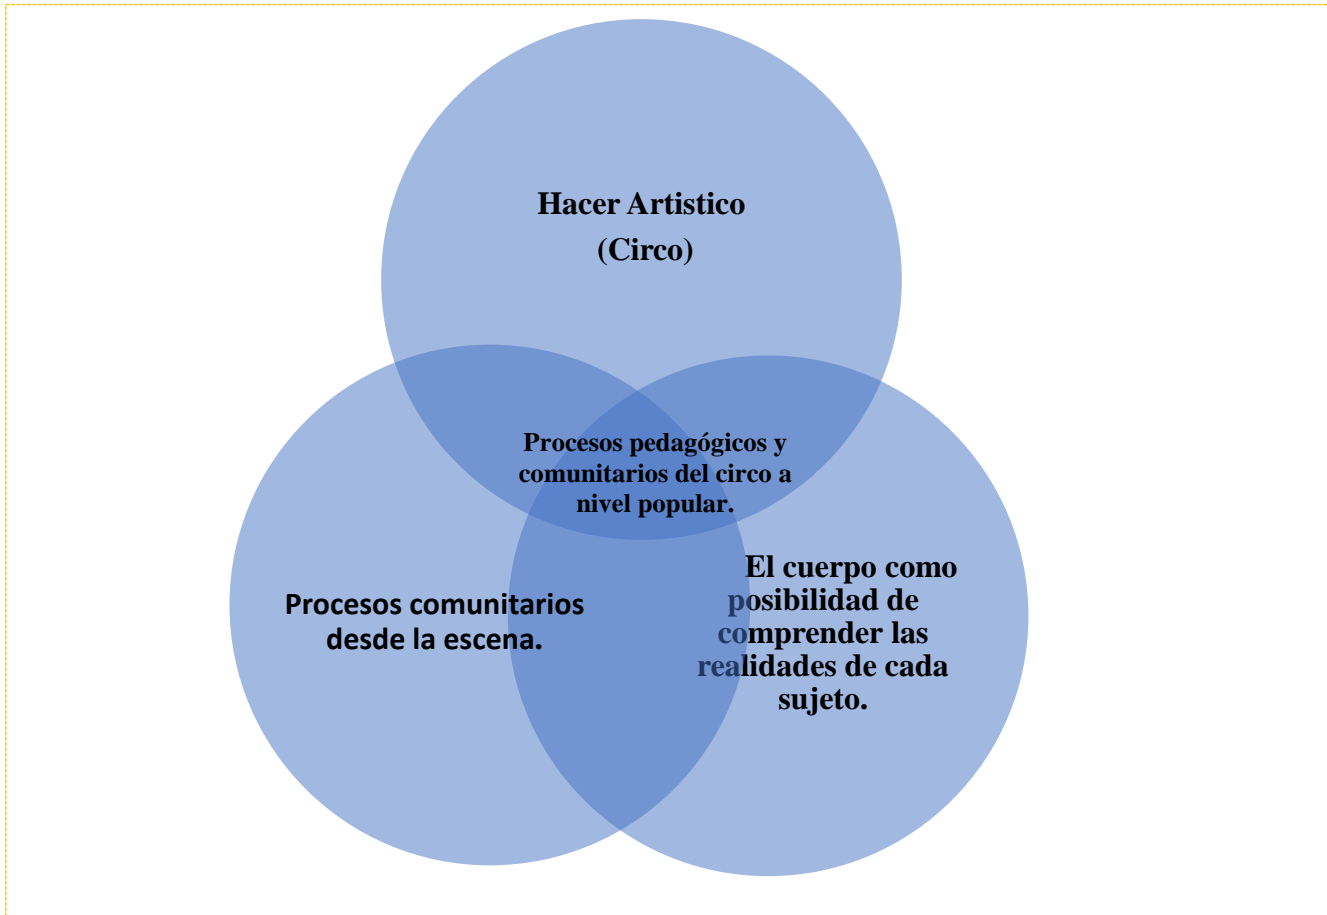 Hacer Artistico
(Circo)
Procesos pedagógicos y
comunitarios del circo a
nivel popular.
Procesos comunitarios
desde la escena.
El cuerpo como
posibilidad de
comprender las
realidades de cada
sujeto.